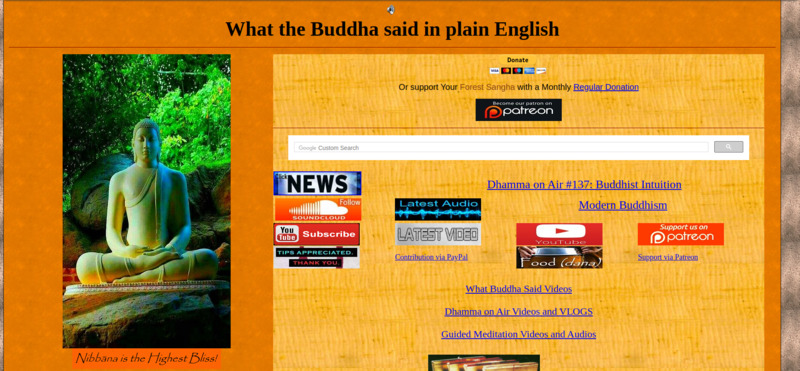 What the Buddha said in plain English
Donate
Or support Your Forest Sangha with a Monthly Regular Donation
Become our patron on
patreon
Google Custom Search
NEWS
Follow
SOUNDCLOUD
You Tube Subscribe
TIPS APPRECIATED.
THANK YOU.
Dhamma on Air #137: Buddhist Intuition
Latest Audio
Modern Buddhism
LATEST VIDEO
YouTube
Support us on
patreon
Contribution via PayPal
Food (dana)
Support via Patreon
What Buddha Said Videos
Dhamma on Air Videos and VLOGS
Guided Meditation Videos and Audios
Nibbāna is the Highest Bliss!